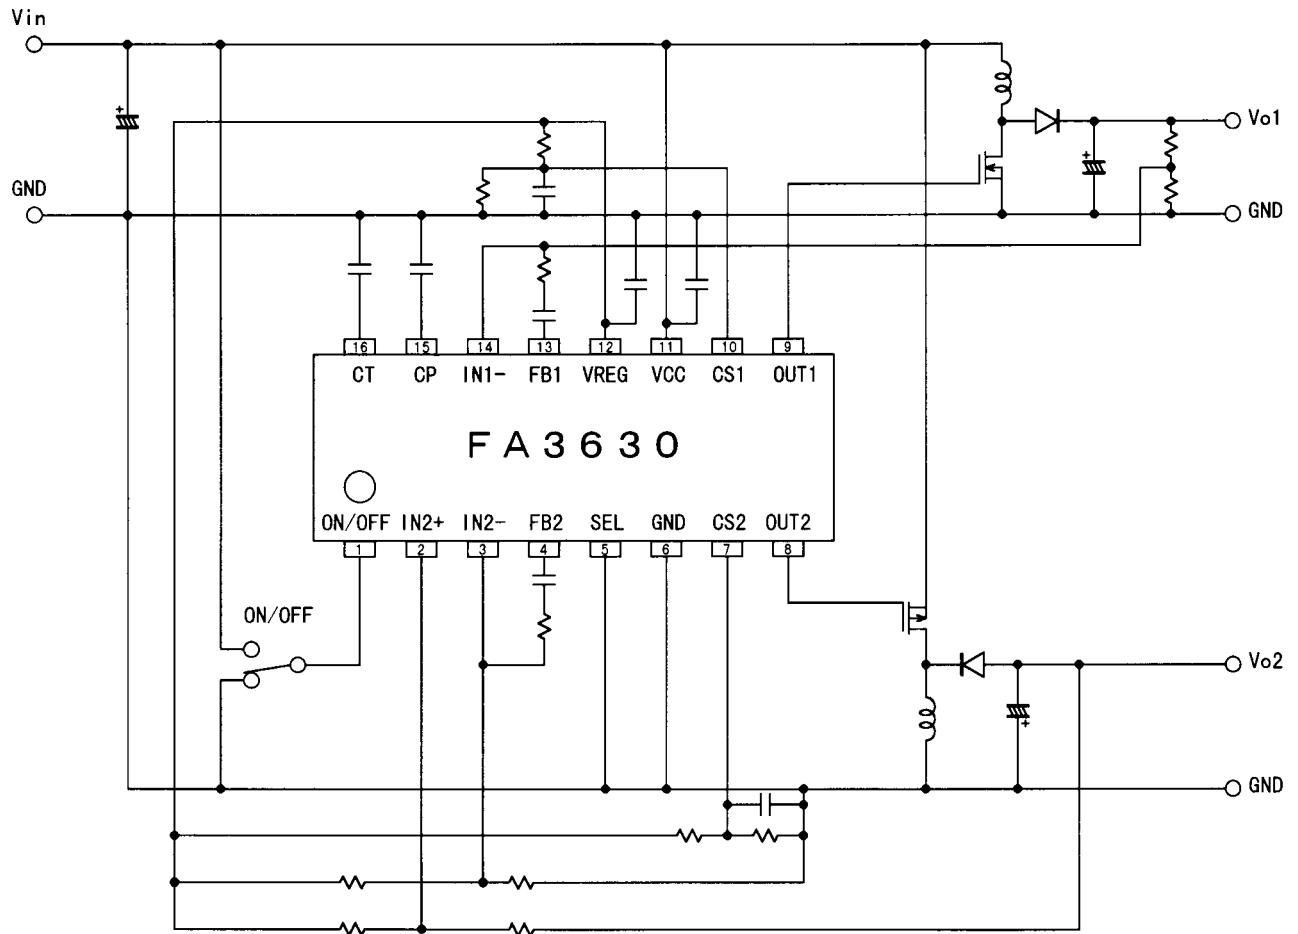 Vin
Vo1
GND
GND
16 15 14 13 12 11 10 9
CT CP IN1- FB1 VREG VCC CS1 OUT1
FA3630
ON/OFF IN2+ IN2- FB2 SEL GND CS2 OUT2
1 2 3 4 5 6 7 8
ON/OFF
Vo2
GND
+
+
+